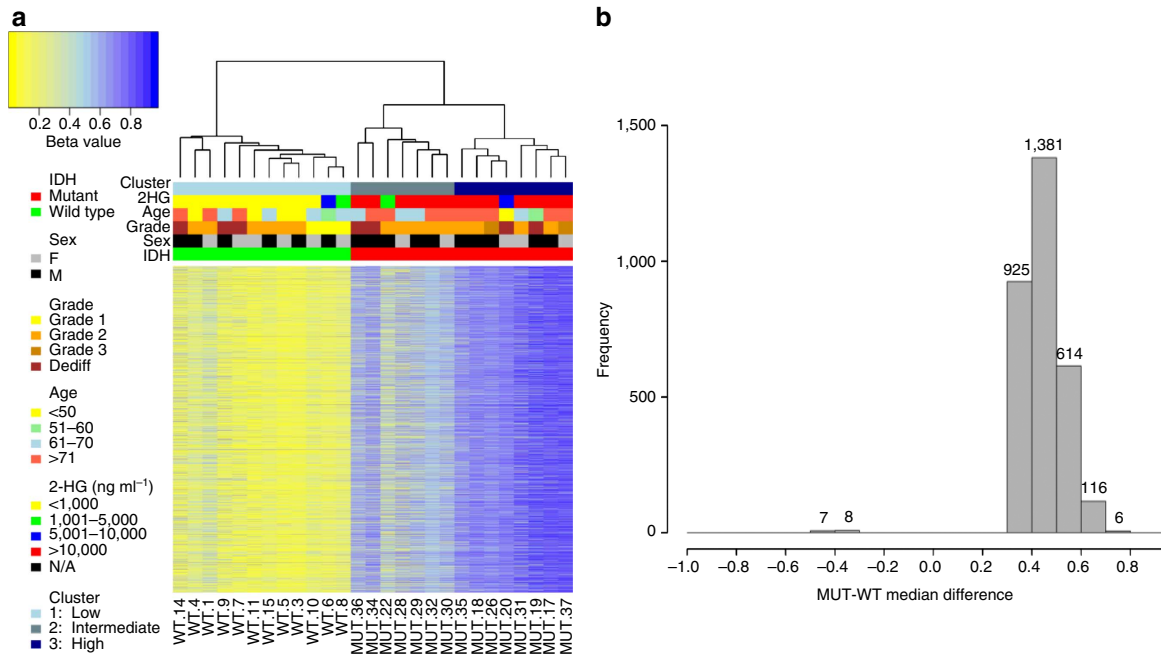 a
0.2 0.4 0.6 0.8
Beta value
IDH
Mutant
Wild type
Sex
F
M
Grade
Grade 1
Grade 2
Grade 3
Dediff
Age
<50
51–60
61–70
>71
2-HG (ng ml⁻¹)
<1,000
1,001–5,000
5,001–10,000
>10,000
N/A
Cluster
1: Low
2: Intermediate
3: High
Cluster
2HG
Age
Grade
Sex
IDH
WT.14
WT.4
WT.1
WT.9
WT.7
WT.11
WT.15
WT.5
WT.3
WT.10
WT.6
WT.8
MUT.36
MUT.34
MUT.22
MUT.28
MUT.29
MUT.32
MUT.30
MUT.35
MUT.18
MUT.26
MUT.20
MUT.31
MUT.19
MUT.17
MUT.37
b
Frequency
1,500
1,000
500
0
7
8
925
1,381
614
116
6
–1.0 –0.8 –0.6 –0.4 –0.2 0.0 0.2 0.4 0.6 0.8
MUT-WT median difference